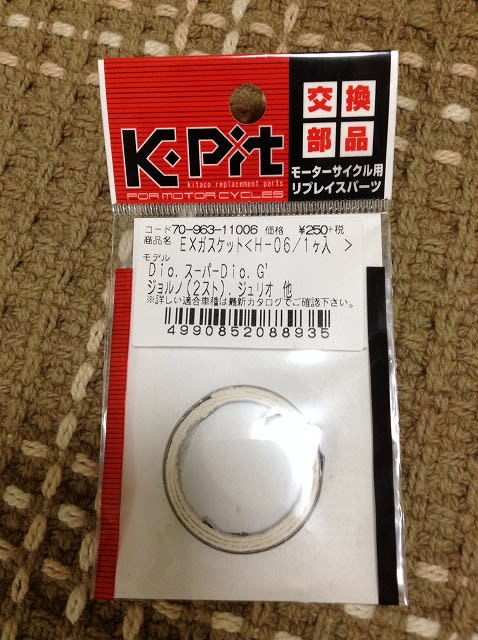 交換
部品
K・Pit
kitaco replacement parts
FOR MOTOR CYCLES
モーターサイクル用
リプレイスパーツ
コード 70-963-11006 価格 ¥250+税
商品名 EXガスケット<H-06/1ヶ入 >
モデル
Dio. スーパーDio. G'
ジョルノ(2スト). ジュリオ 他
※詳しい適合車種は最新カタログでご確認下さい。
4990852088935